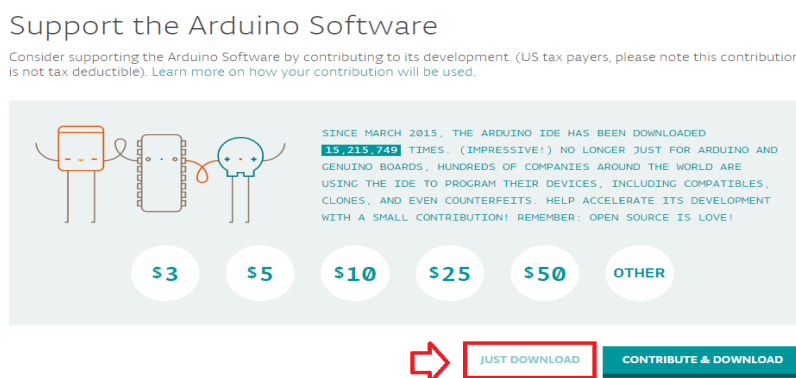 Support the Arduino Software
Consider supporting the Arduino Software by contributing to its development. (US tax payers, please note this contribution
is not tax deductible). Learn more on how your contribution will be used.
SINCE MARCH 2015, THE ARDUINO IDE HAS BEEN DOWNLOADED
15,215,749 TIMES. (IMPRESSIVE!) NO LONGER JUST FOR ARDUINO AND
GENUINO BOARDS, HUNDREDS OF COMPANIES AROUND THE WORLD ARE
USING THE IDE TO PROGRAM THEIR DEVICES, INCLUDING COMPATIBLES,
CLONES, AND EVEN COUNTERFEITS. HELP ACCELERATE ITS DEVELOPMENT
WITH A SMALL CONTRIBUTION! REMEMBER: OPEN SOURCE IS LOVE!
$3 $5 $10 $25 $50 OTHER
JUST DOWNLOAD CONTRIBUTE & DOWNLOAD